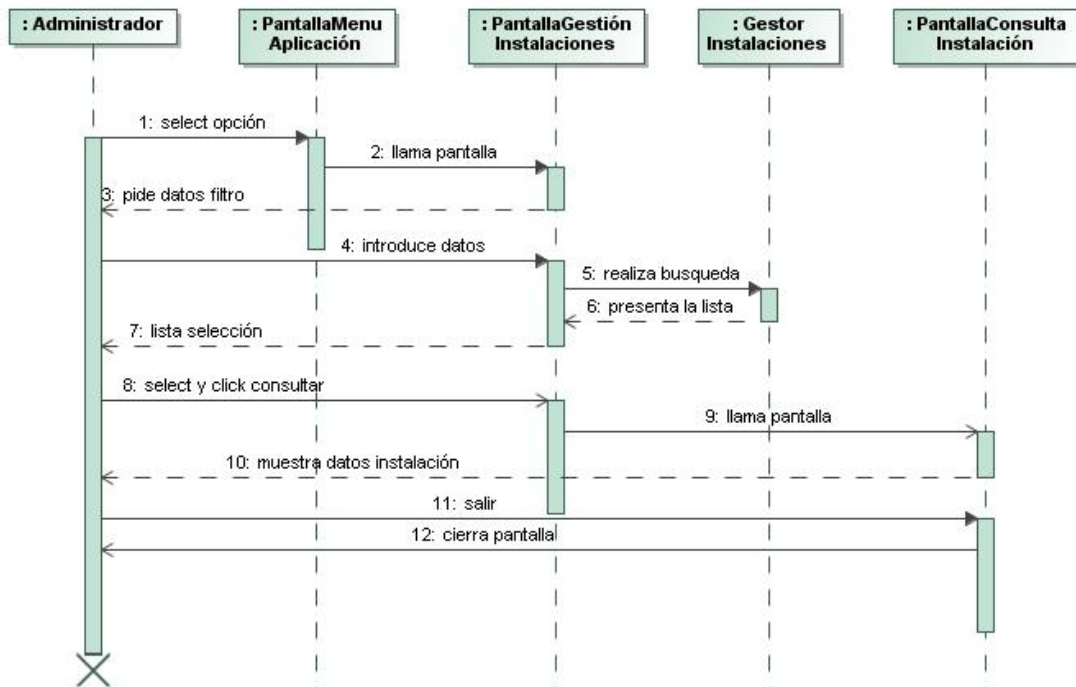 : Administrador
: PantallaMenu
Aplicación
: PantallaGestión
Instalaciones
: Gestor
Instalaciones
: PantallaConsulta
Instalación
1: select opción
2: llama pantalla
3: pide datos filtro
4: introduce datos
5: realiza busqueda
6: presenta la lista
7: lista selección
8: select y click consultar
9: llama pantalla
10: muestra datos instalación
11: salir
12: cierra pantalla